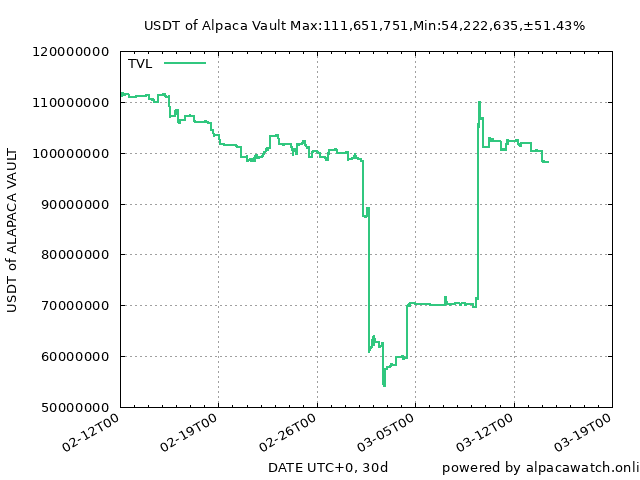 USDT of Alpaca Vault Max:111,651,751,Min:54,222,635,±51.43%
TVL
120000000
110000000
100000000
90000000
80000000
70000000
60000000
50000000
USDT of ALAPACA VAULT
02-12T00
02-19T00
02-26T00
03-05T00
03-12T00
03-19T00
DATE UTC+0, 30d
powered by alpacawatch.onli